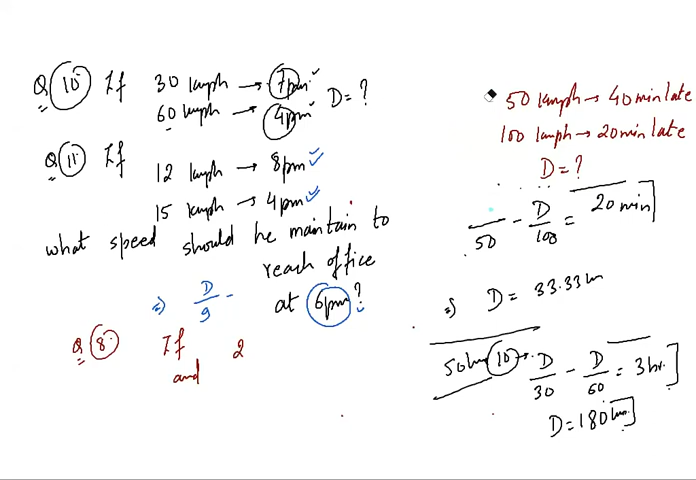 Q 10. If 30 kmph → 7pm
60 kmph → 4pm D = ?
Q 11. If 12 kmph → 8pm
15 kmph → 4pm
what speed should he maintain to
reach office
at 6pm?
⇒ D/9 -
Q 8. If 2
and
50 kmph → 40 min late
100 kmph → 20 min late
D = ?
/50 - D/100 = 20 min
⇒ D = 33.33 km
10 → D/30 - D/60 = 3 hr.
D = 180 km